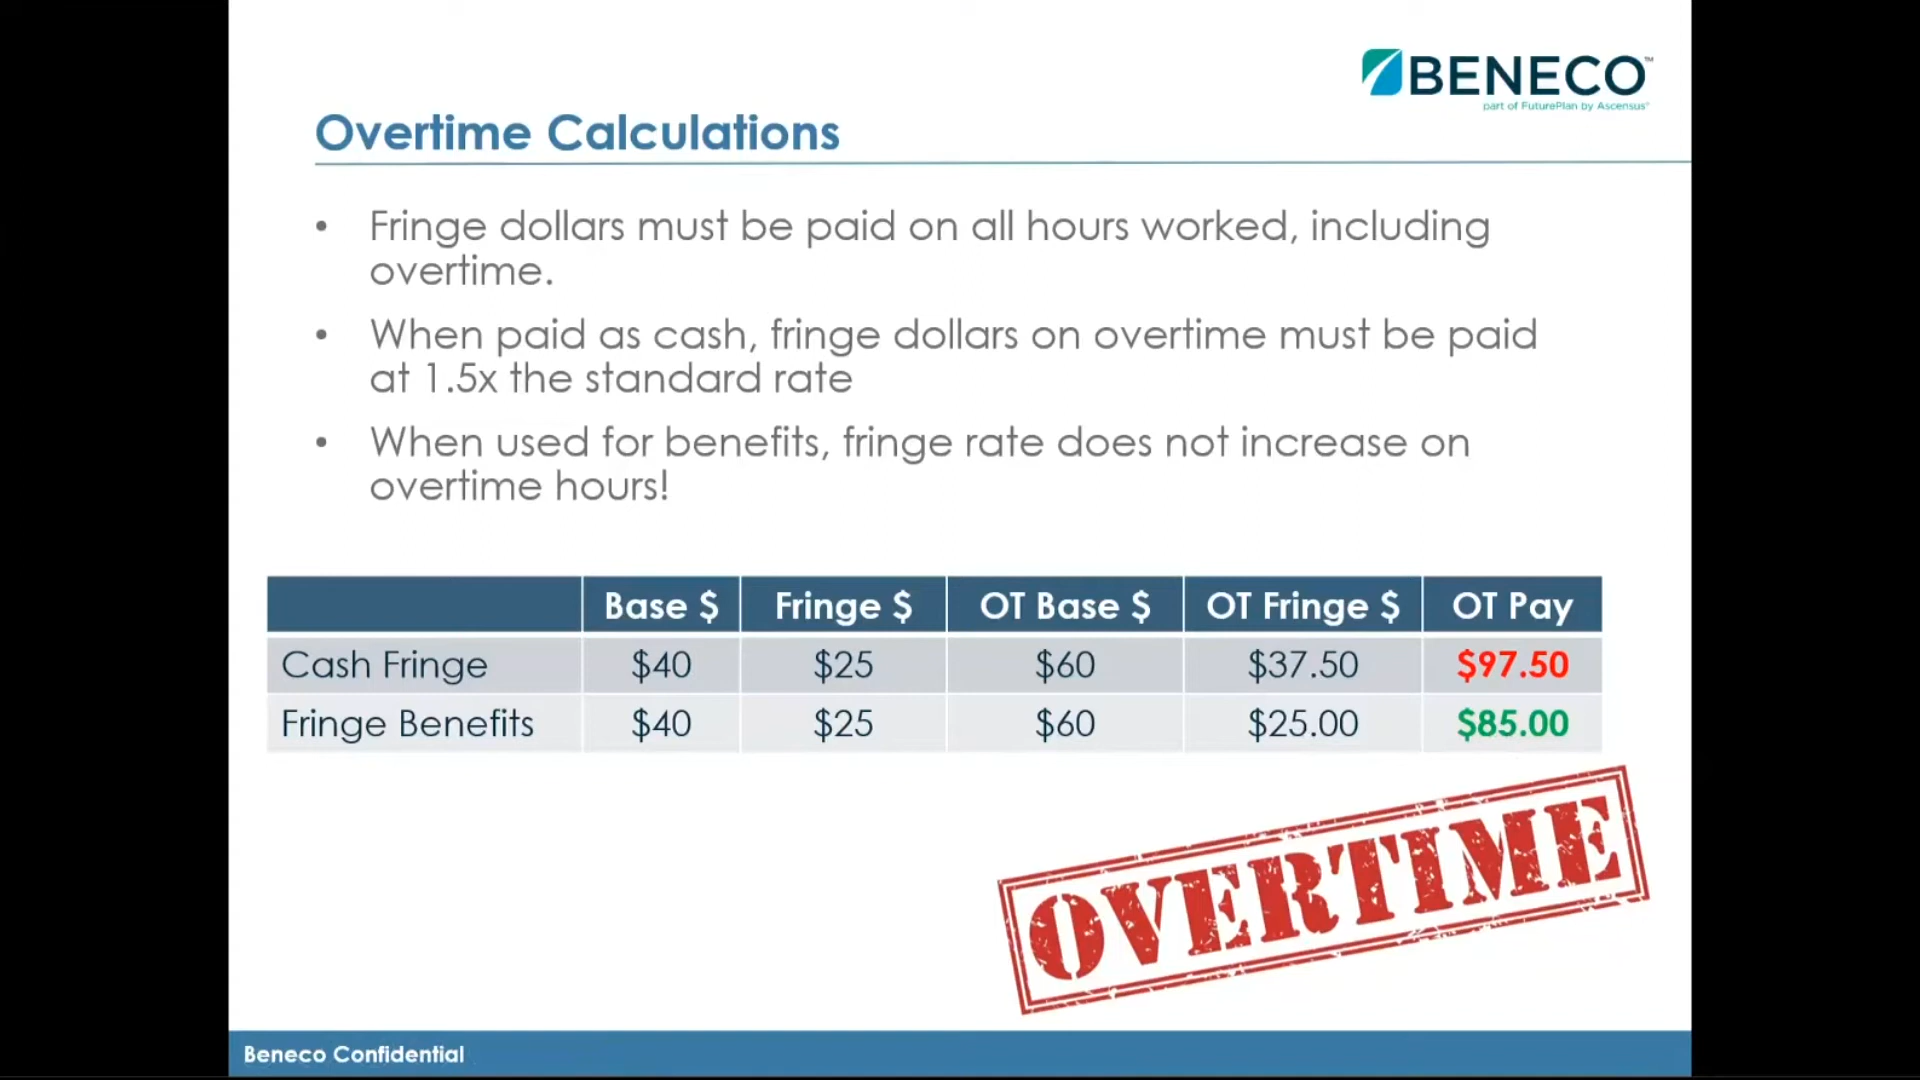 BENECO™
part of FuturePlan by Ascensus®
Overtime Calculations
• Fringe dollars must be paid on all hours worked, including
overtime.
• When paid as cash, fringe dollars on overtime must be paid
at 1.5x the standard rate
• When used for benefits, fringe rate does not increase on
overtime hours!
Base $ Fringe $ OT Base $ OT Fringe $ OT Pay
Cash Fringe $40 $25 $60 $37.50 $97.50
Fringe Benefits $40 $25 $60 $25.00 $85.00
OVERTIME
Beneco Confidential